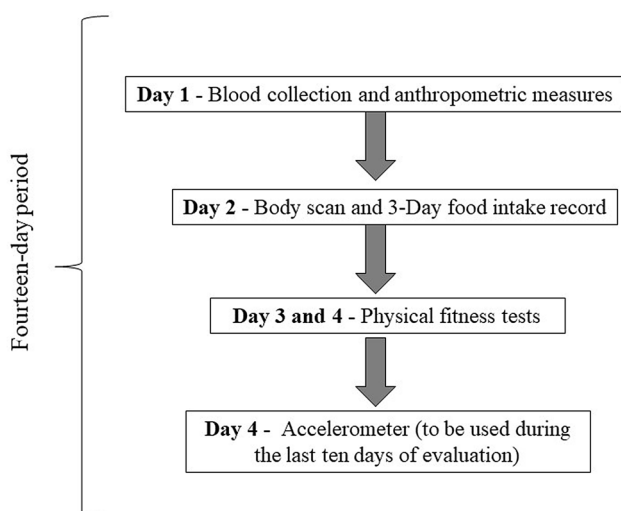 Fourteen-day period
Day 1 - Blood collection and anthropometric measures
Day 2 - Body scan and 3-Day food intake record
Day 3 and 4 - Physical fitness tests
Day 4 - Accelerometer (to be used during
the last ten days of evaluation)